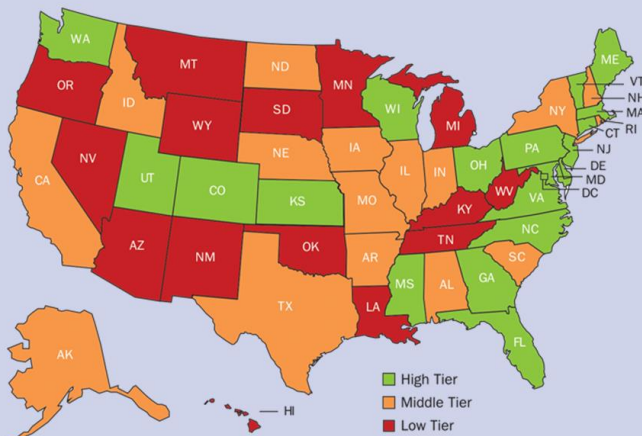 WA
MT
ND
MN
ME
VT
NH
OR
ID
SD
WI
MI
NY
MA
RI
CT
WY
NE
IA
PA
NJ
NV
UT
CO
IL
IN
OH
DE
MD
DC
CA
KS
MO
KY
WV
VA
AZ
NM
OK
AR
TN
NC
SC
TX
LA
MS
AL
GA
FL
AK
HI
High Tier
Middle Tier
Low Tier